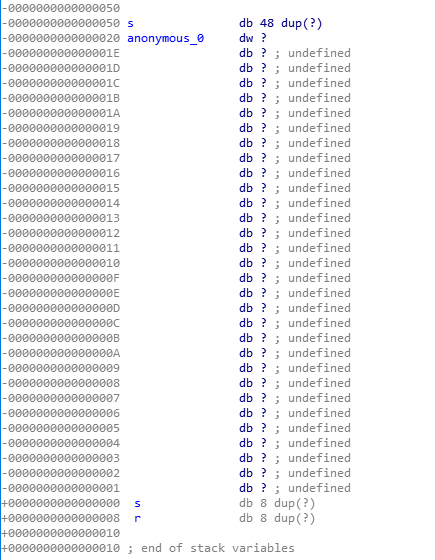 -0000000000000050
-0000000000000050 s db 48 dup(?)
-0000000000000020 anonymous_0 dw ?
-000000000000001E db ? ; undefined
-000000000000001D db ? ; undefined
-000000000000001C db ? ; undefined
-000000000000001B db ? ; undefined
-000000000000001A db ? ; undefined
-0000000000000019 db ? ; undefined
-0000000000000018 db ? ; undefined
-0000000000000017 db ? ; undefined
-0000000000000016 db ? ; undefined
-0000000000000015 db ? ; undefined
-0000000000000014 db ? ; undefined
-0000000000000013 db ? ; undefined
-0000000000000012 db ? ; undefined
-0000000000000011 db ? ; undefined
-0000000000000010 db ? ; undefined
-000000000000000F db ? ; undefined
-000000000000000E db ? ; undefined
-000000000000000D db ? ; undefined
-000000000000000C db ? ; undefined
-000000000000000B db ? ; undefined
-000000000000000A db ? ; undefined
-0000000000000009 db ? ; undefined
-0000000000000008 db ? ; undefined
-0000000000000007 db ? ; undefined
-0000000000000006 db ? ; undefined
-0000000000000005 db ? ; undefined
-0000000000000004 db ? ; undefined
-0000000000000003 db ? ; undefined
-0000000000000002 db ? ; undefined
-0000000000000001 db ? ; undefined
+0000000000000000 s db 8 dup(?)
+0000000000000008 r db 8 dup(?)
+0000000000000010
+0000000000000010 ; end of stack variables